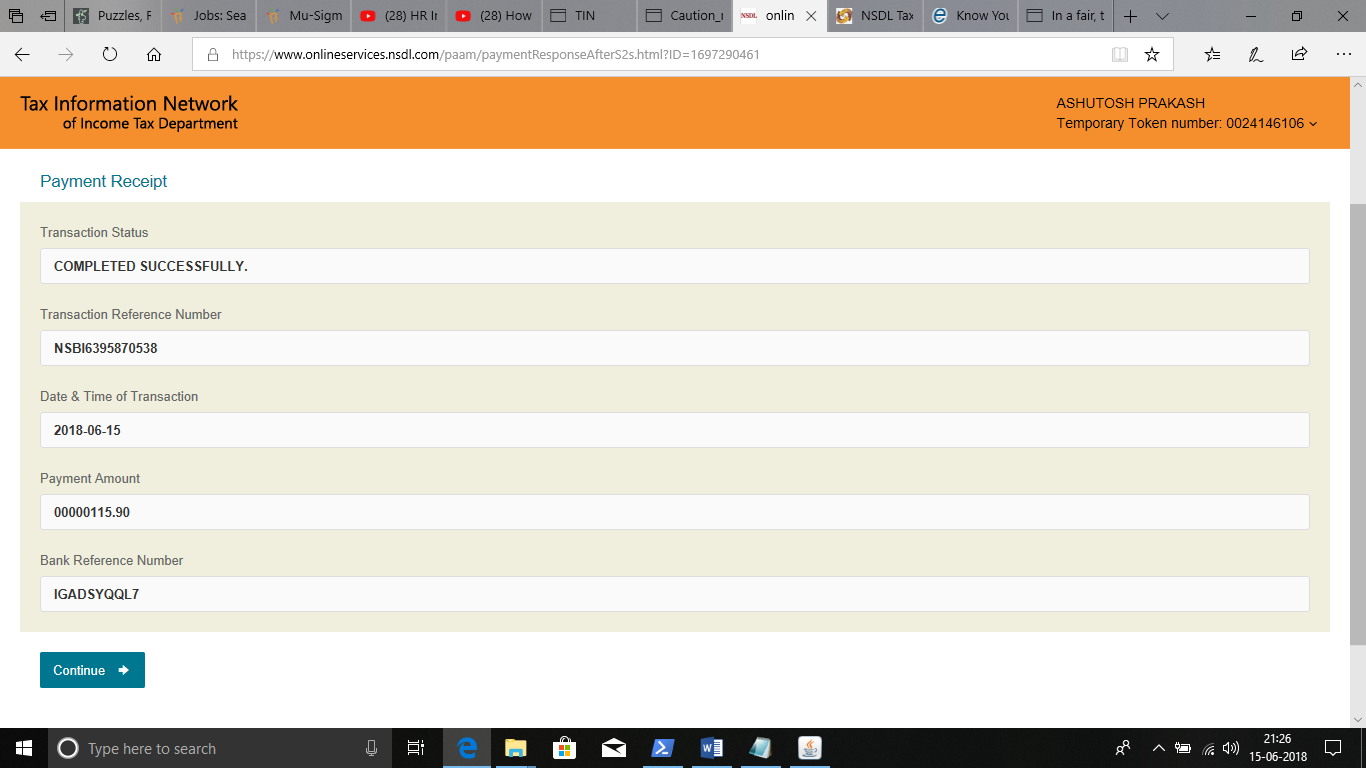 Puzzles, F
Jobs: Sea
Mu-Sigm
(28) HR I
(28) How
TIN
Caution_
NSDL onlin
NSDL Tax
Know You
In a fair, t
https://www.onlineservices.nsdl.com/paam/paymentResponseAfterS2s.html?ID=1697290461
Tax Information Network
of Income Tax Department
ASHUTOSH PRAKASH
Temporary Token number: 0024146106
Payment Receipt
Transaction Status
COMPLETED SUCCESSFULLY.
Transaction Reference Number
NSBI6395870538
Date & Time of Transaction
2018-06-15
Payment Amount
00000115.90
Bank Reference Number
IGADSYQQL7
Continue
Type here to search
21:26
15-06-2018